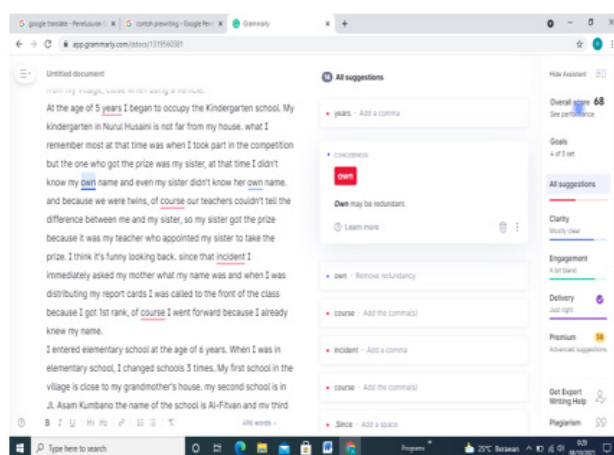 google translate - Penelusuran G
contoh prewriting - Google Pen
Grammarly
app.grammarly.com/ddocs/1319560381
Untitled document
from my village, close when using a vehicle.
At the age of 5 years I began to occupy the Kindergarten school. My
kindergarten in Nurul Husaini is not far from my house. what I
remember most at that time was when I took part in the competition
but the one who got the prize was my sister, at that time I didn't
know my own name and even my sister didn't know her own name.
and because we were twins, of course our teachers couldn't tell the
difference between me and my sister, so my sister got the prize
because it was my teacher who appointed my sister to take the
prize. I think it's funny looking back. since that incident I
immediately asked my mother what my name was and when I was
distributing my report cards I was called to the front of the class
because I got 1st rank, of course I went forward because I already
knew my name.
I entered elementary school at the age of 6 years. When I was in
elementary school, I changed schools 3 times. My first school in the
village is close to my grandmother's house. my second school is in
JL Asam Kumbano the name of the school is Al-Fityan and my third
B I U H1 H2
496 words
All suggestions
years · Add a comma
CONCISENESS
own
Own may be redundant.
Learn more
own · Remove redundancy
course · Add the comma(s)
incident · Add a comma
course · Add the comma(s)
.Since · Add a space
Hide Assistant
Overall score 68
See performance
Goals
4 of 5 set
All suggestions
Clarity
Mostly clear
Engagement
A bit bland
Delivery
Just right
Premium
Advanced suggestions
Get Expert
Writing Help
Plagiarism
Type here to search
Programs
25°C Berawan